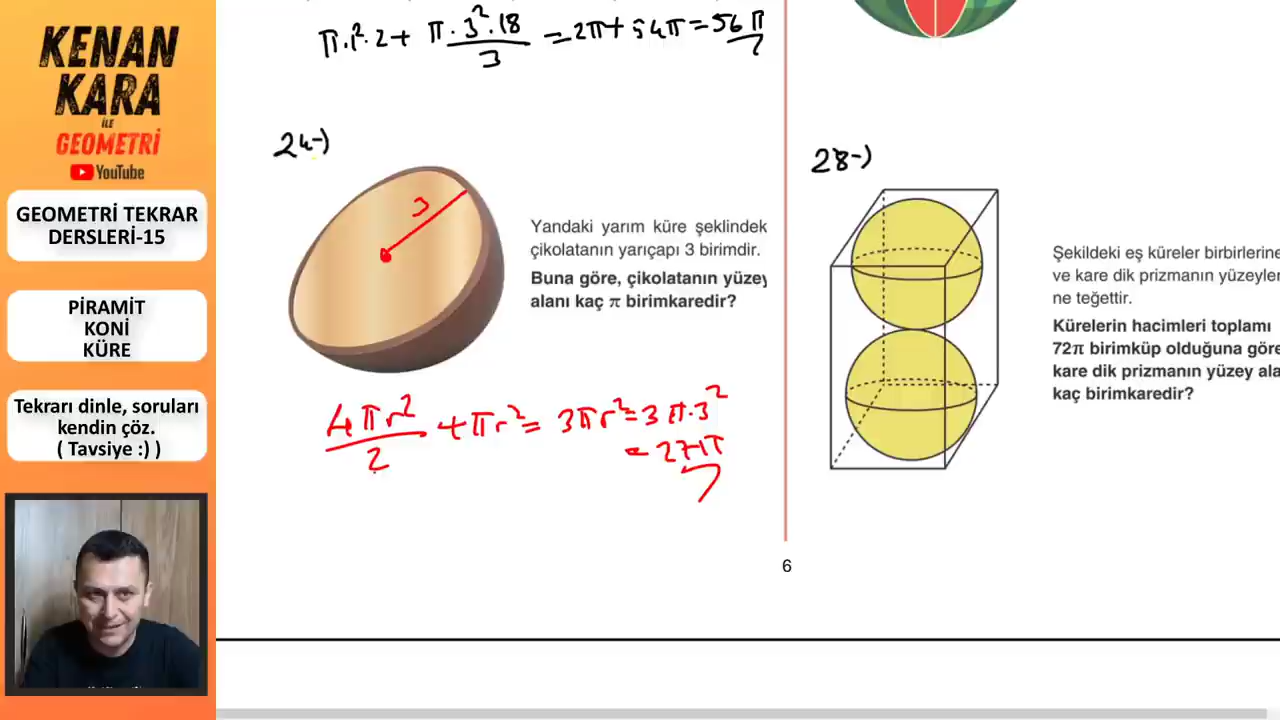 KENAN
KARA
İLE
GEOMETRİ
YouTube
GEOMETRİ TEKRAR
DERSLERİ-15
PİRAMİT
KONİ
KÜRE
Tekrarı dinle, soruları
kendin çöz.
( Tavsiye :) )
π.1².2 + π.3².18/3 = 2π + 54π = 56π
24-)
3
Yandaki yarım küre şeklindek
çikolatanın yarıçapı 3 birimdir.
Buna göre, çikolatanın yüzey
alanı kaç π birimkaredir?
4πr²/2 + πr² = 3πr² = 3π.3²
= 27π
28-)
Şekildeki eş küreler birbirlerine
ve kare dik prizmanın yüzeyler
ne teğettir.
Kürelerin hacimleri toplamı
72π birimküp olduğuna göre
kare dik prizmanın yüzey ala
kaç birimkaredir?
6